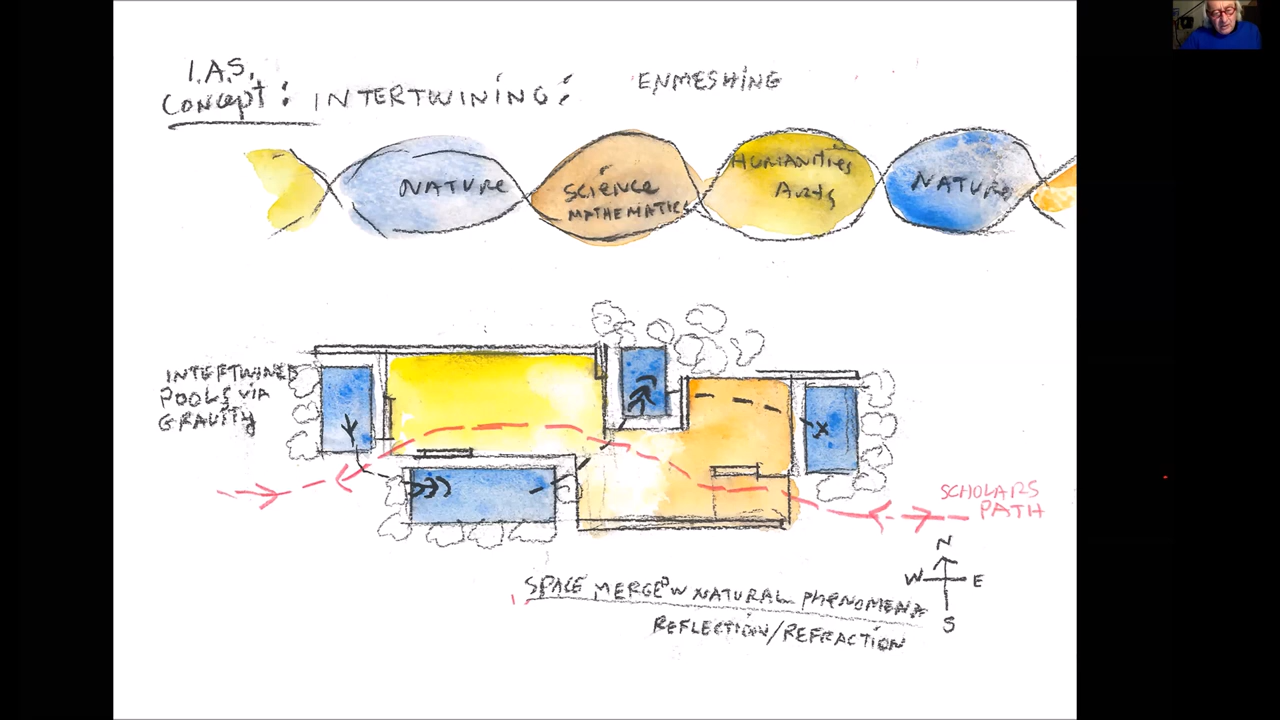 I.A.S.
Concept: INTERTWINING:
ENMESHING
NATURE
SCIENCE
MATHEMATICS
HUMANITIES
Arts
NATURE
INTERTWINED
POOLS VIA
GRAVITY
SCHOLARS
PATH
N
W E
S
SPACE MERGE W NATURAL PHENOMENA
REFLECTION/REFRACTION